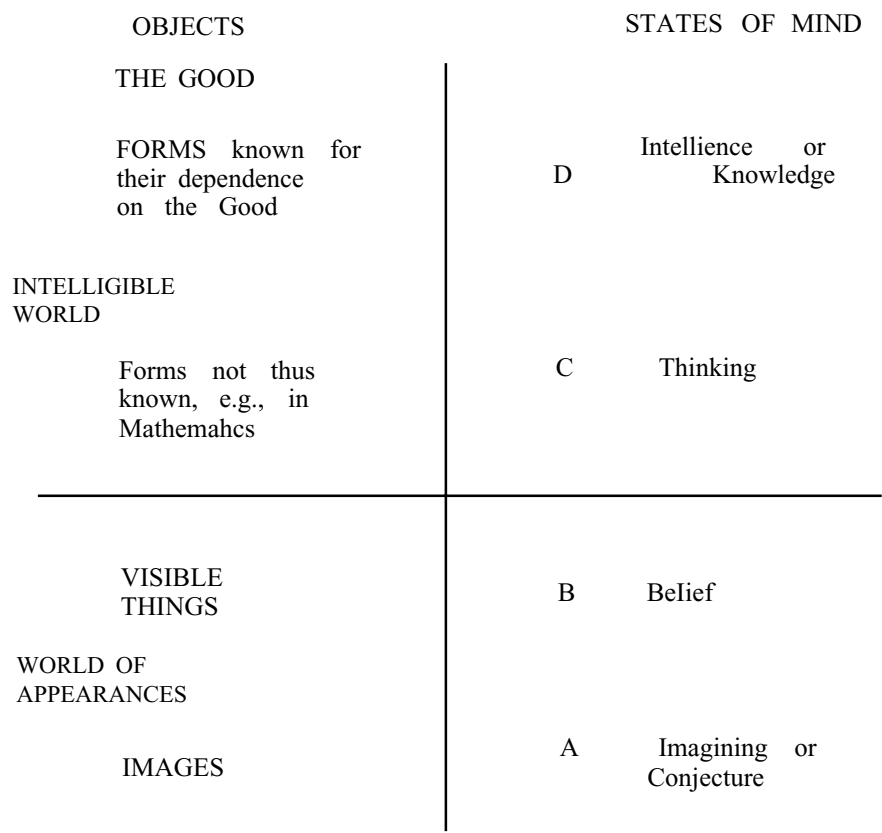 OBJECTS
STATES OF MIND
THE GOOD
FORMS known for
their dependence
on the Good
D
Intellience or
Knowledge
INTELLIGIBLE
WORLD
Forms not thus
known, e.g., in
Mathemahcs
C
Thinking
VISIBLE
THINGS
B
BeIief
WORLD OF
APPEARANCES
IMAGES
A
Imagining or
Conjecture